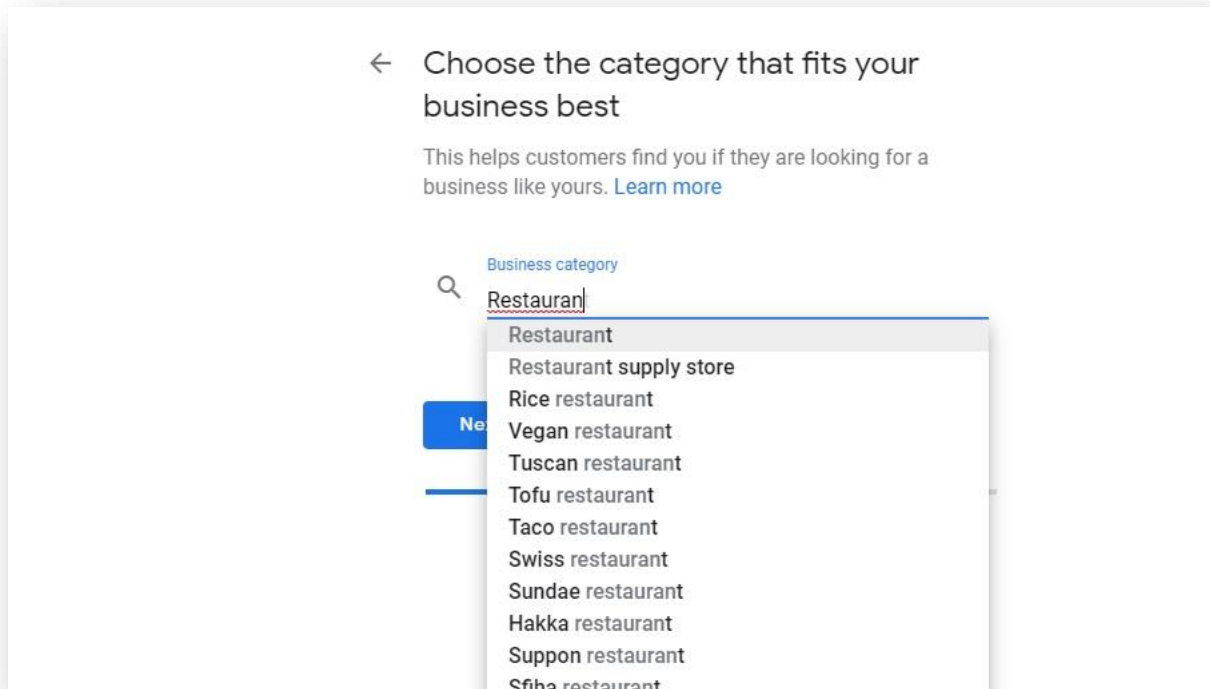 Choose the category that fits your
business best
This helps customers find you if they are looking for a
business like yours. Learn more
Business category
Restauran
Restaurant
Restaurant supply store
Rice restaurant
Vegan restaurant
Tuscan restaurant
Tofu restaurant
Taco restaurant
Swiss restaurant
Sundae restaurant
Hakka restaurant
Suppon restaurant
Sfiha restaurant